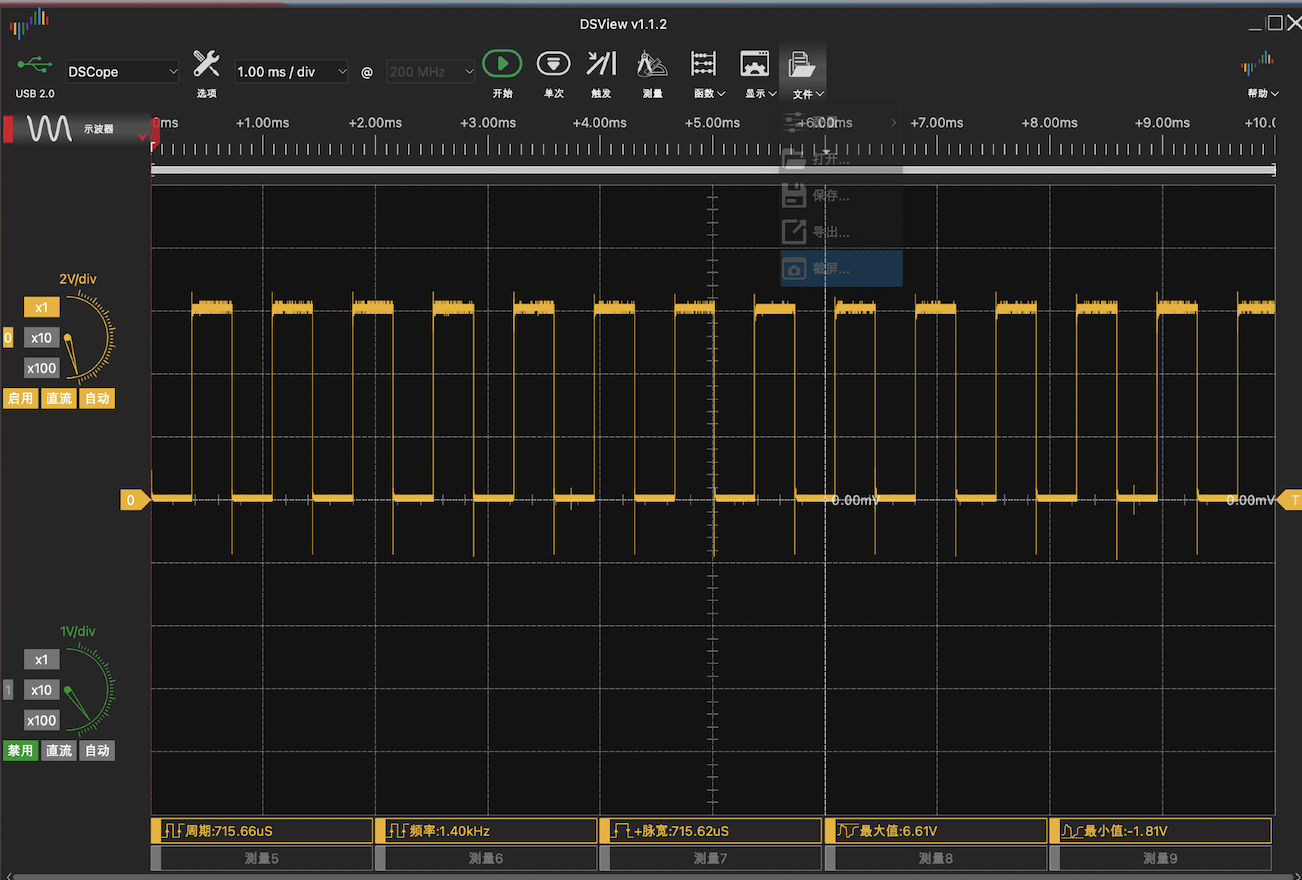 DSView v1.1.2
USB 2.0
DSCope
选项
1.00 ms / div
@
200 MHz
开始
单次
触发
测量
函数
显示
文件
帮助
示波器
0ms +1.00ms +2.00ms +3.00ms +4.00ms +5.00ms +6.00ms +7.00ms +8.00ms +9.00ms +10.0
打开...
保存...
导出...
截屏...
2V/div
x1
0
x10
x100
启用 直流 自动
0
0.00mV
0.00mV
T
1V/div
x1
1
x10
x100
禁用 直流 自动
周期:715.66uS
频率:1.40kHz
+脉宽:715.62uS
最大值:6.61V
最小值:-1.81V
测量5
测量6
测量7
测量8
测量9